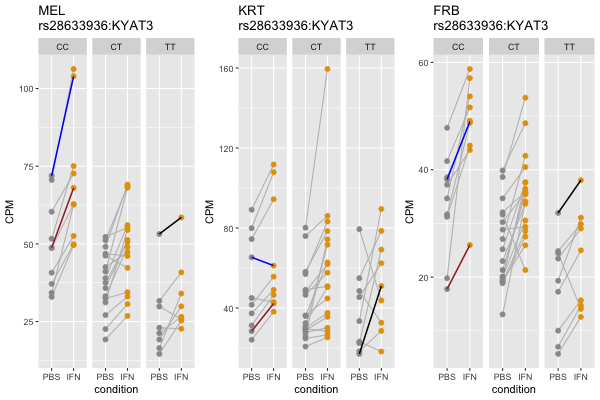 MEL
rs28633936:KYAT3
CC CT TT
CPM
100
75
50
25
PBS IFN PBS IFN PBS IFN
condition
KRT
rs28633936:KYAT3
CC CT TT
CPM
160
120
80
40
PBS IFN PBS IFN PBS IFN
condition
FRB
rs28633936:KYAT3
CC CT TT
CPM
60
40
20
PBS IFN PBS IFN PBS IFN
condition